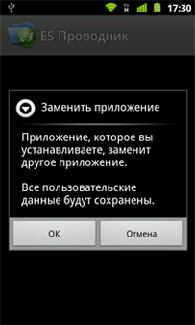 17:30
ES Проводник
Заменить приложение
Приложение, которое вы
устанавливаете, заменит
другое приложение.
Все пользовательские
данные будут сохранены.
ОК
Отмена